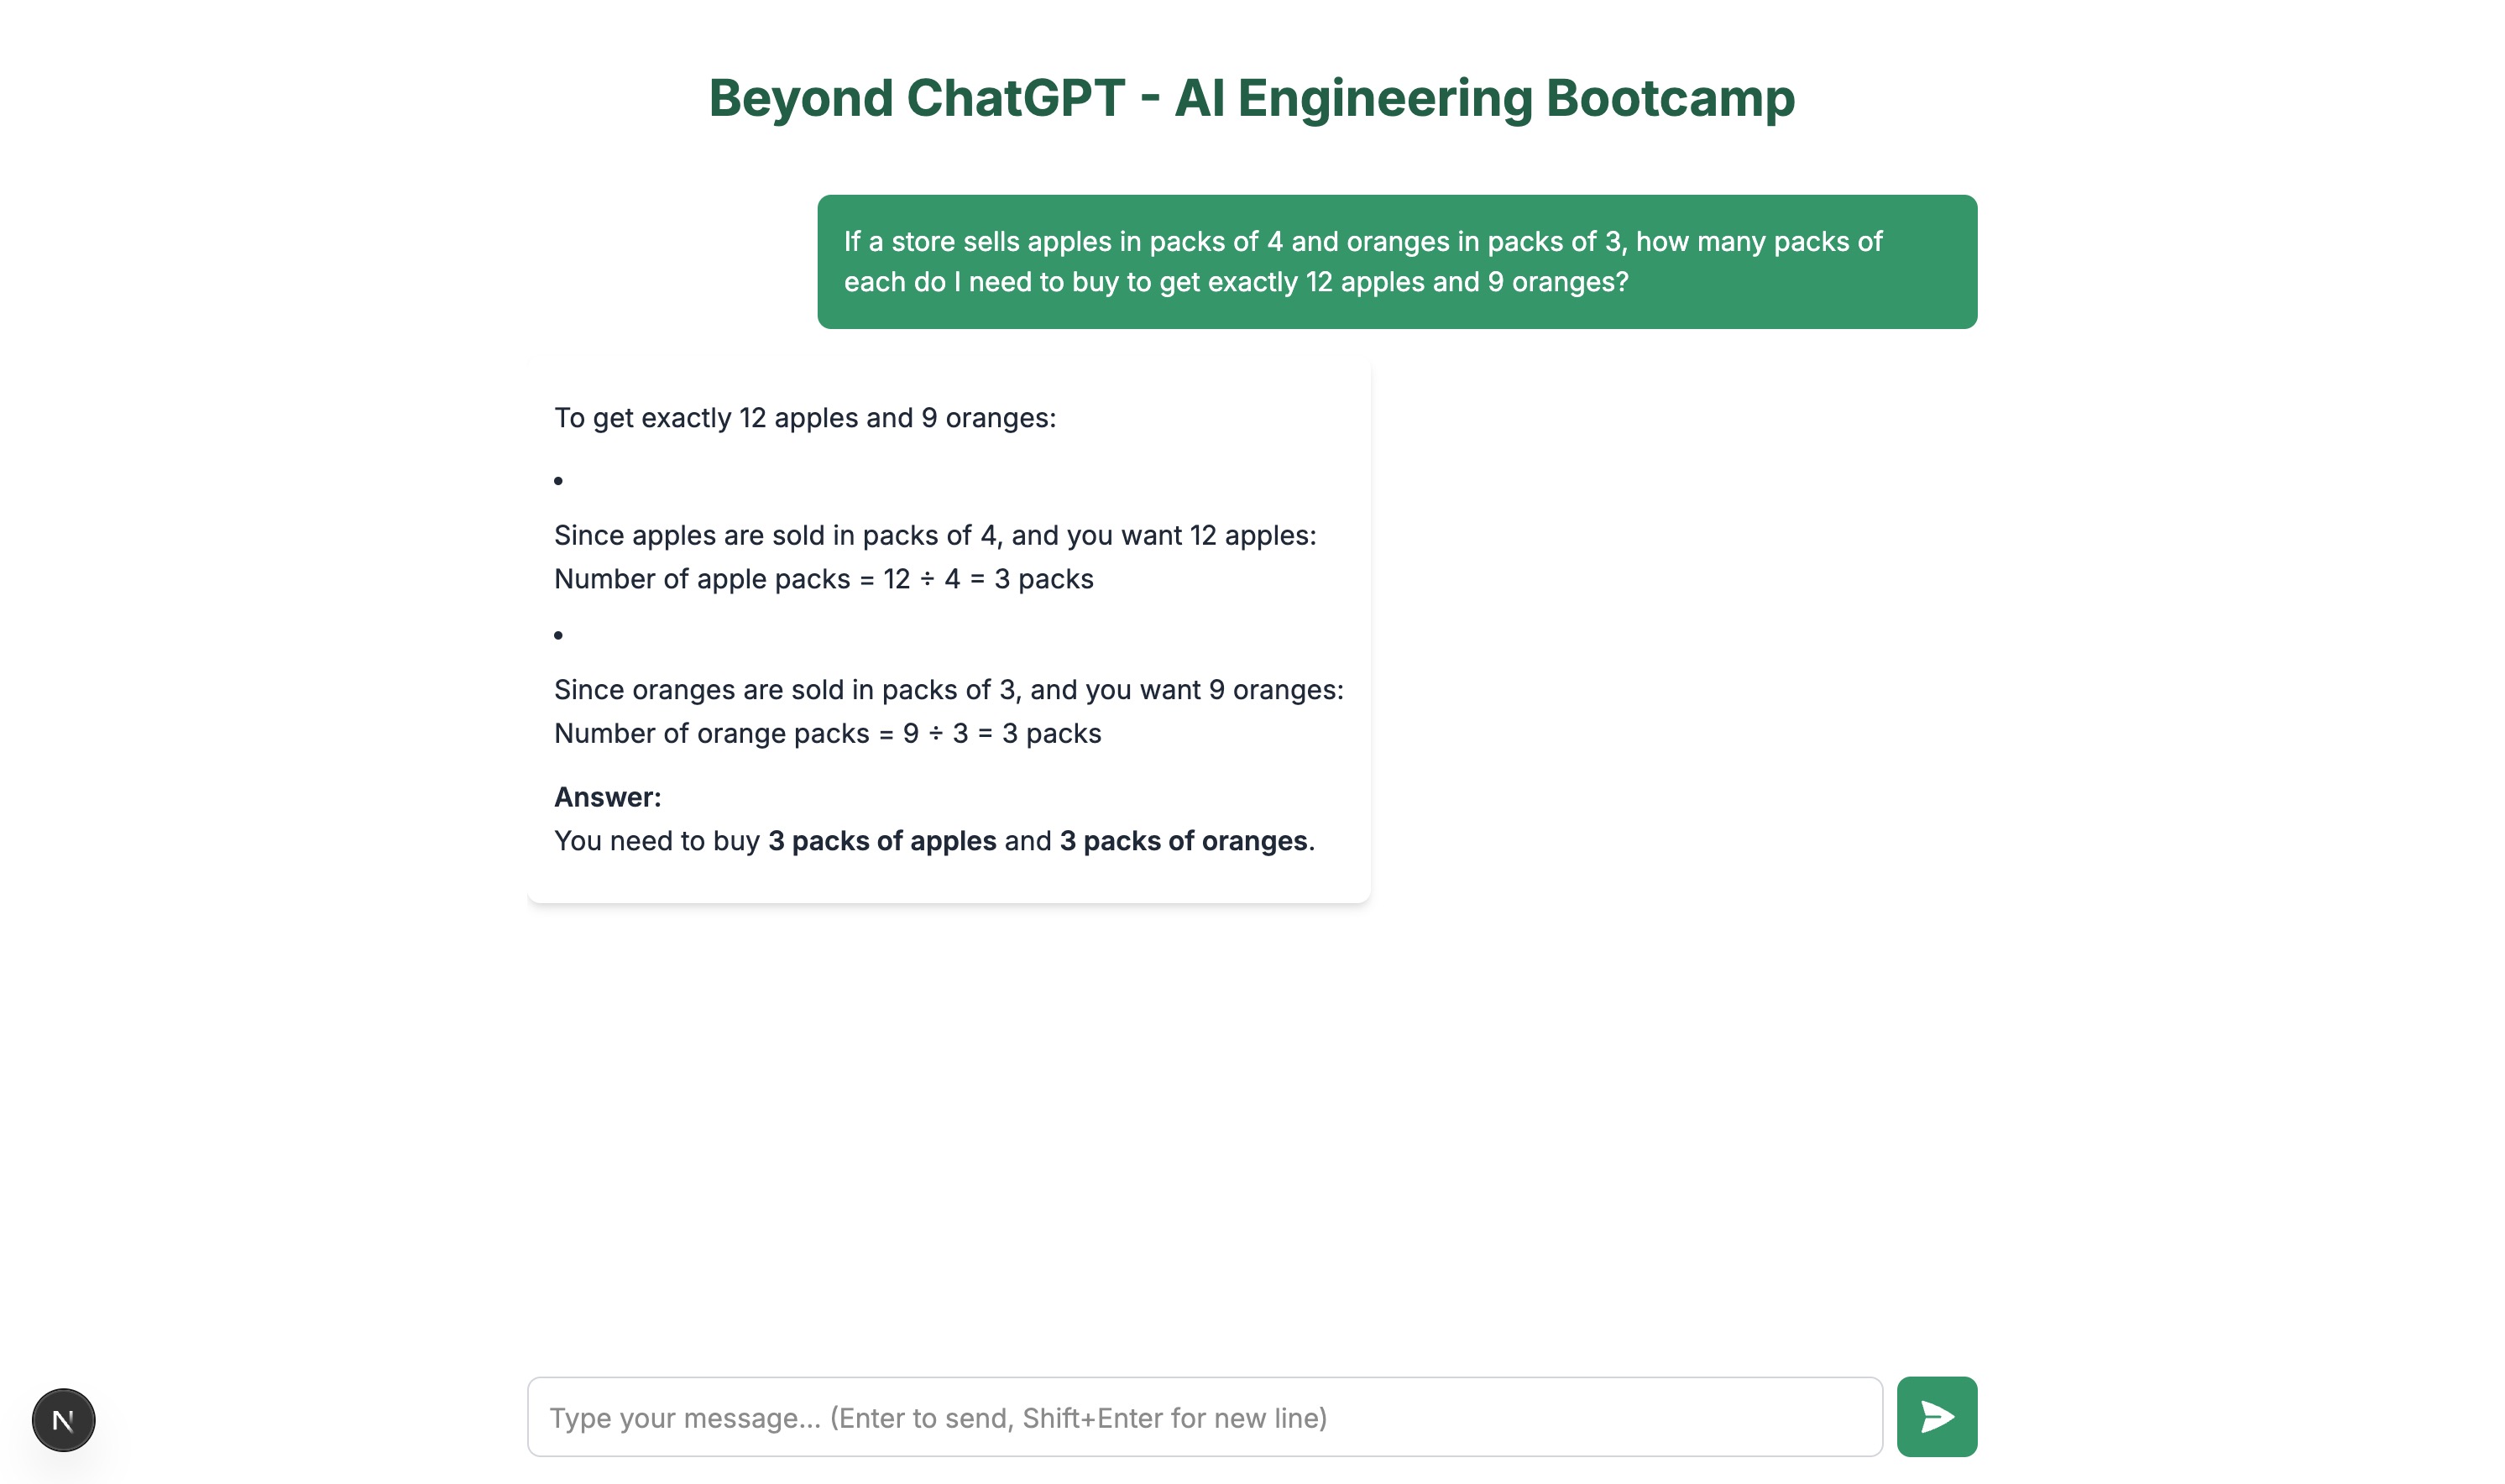 Beyond ChatGPT - AI Engineering Bootcamp
If a store sells apples in packs of 4 and oranges in packs of 3, how many packs of
each do I need to buy to get exactly 12 apples and 9 oranges?
To get exactly 12 apples and 9 oranges:
•
Since apples are sold in packs of 4, and you want 12 apples:
Number of apple packs = 12 ÷ 4 = 3 packs
•
Since oranges are sold in packs of 3, and you want 9 oranges:
Number of orange packs = 9 ÷ 3 = 3 packs
Answer:
You need to buy 3 packs of apples and 3 packs of oranges.
Type your message... (Enter to send, Shift+Enter for new line)
N